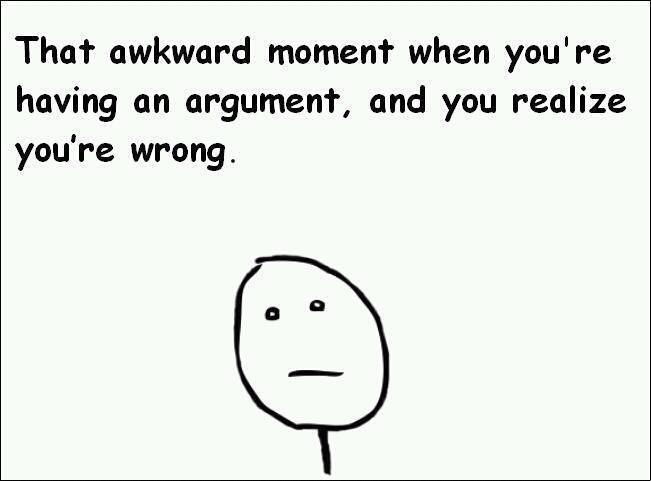 That awkward moment when you're
having an argument, and you realize
you’re wrong.